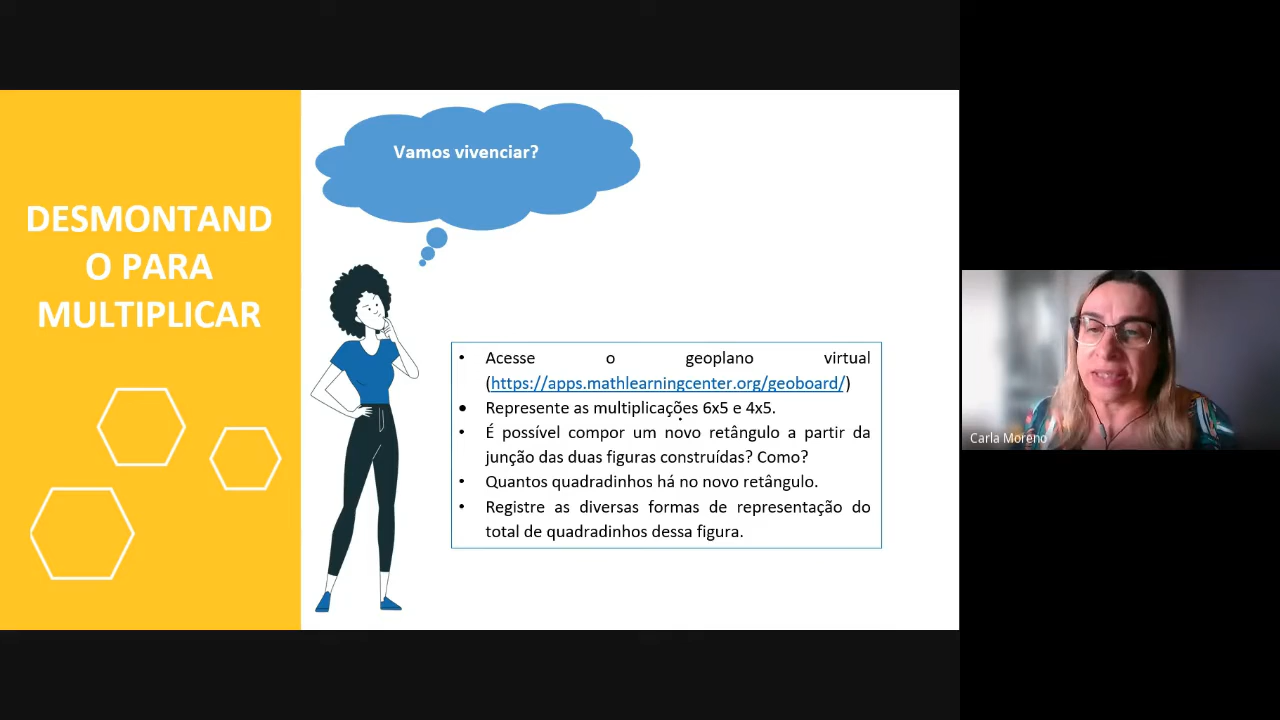 DESMONTAND
O PARA
MULTIPLICAR
Vamos vivenciar?
• Acesse o geoplano virtual
(https://apps.mathlearningcenter.org/geoboard/)
• Represente as multiplicações 6x5 e 4x5.
• É possível compor um novo retângulo a partir da
junção das duas figuras construídas? Como?
• Quantos quadradinhos há no novo retângulo.
• Registre as diversas formas de representação do
total de quadradinhos dessa figura.
Carla Moreno